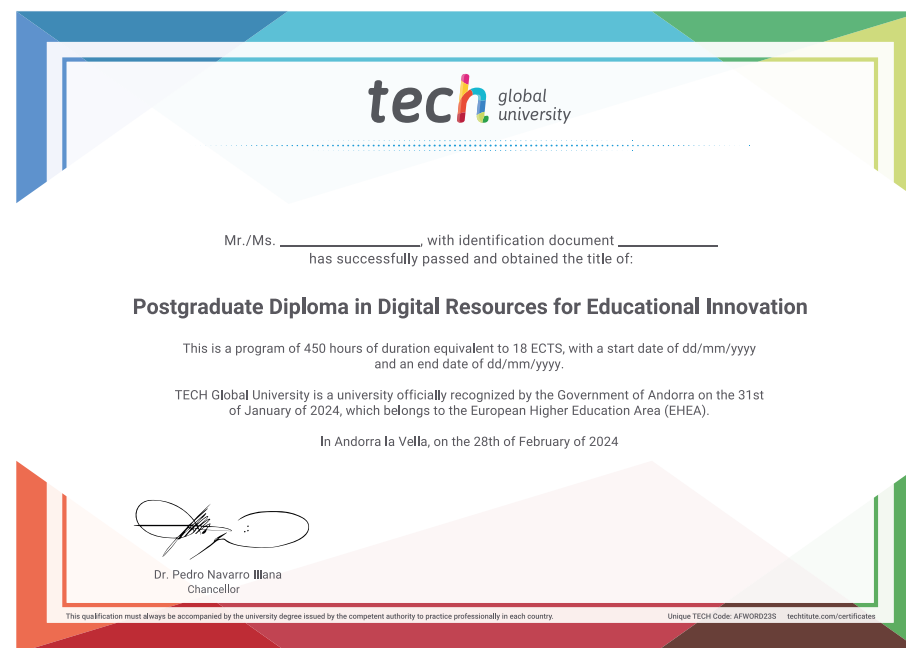 tech global university
Mr./Ms. ____________________, with identification document ______________
has successfully passed and obtained the title of:
Postgraduate Diploma in Digital Resources for Educational Innovation
This is a program of 450 hours of duration equivalent to 18 ECTS, with a start date of dd/mm/yyyy
and an end date of dd/mm/yyyy.
TECH Global University is a university officially recognized by the Government of Andorra on the 31st
of January of 2024, which belongs to the European Higher Education Area (EHEA).
In Andorra la Vella, on the 28th of February of 2024
Dr. Pedro Navarro Illana
Chancellor
This qualification must always be accompanied by the university degree issued by the competent authority to practice professionally in each country. Unique TECH Code: AFWORD23S techtitute.com/certificates